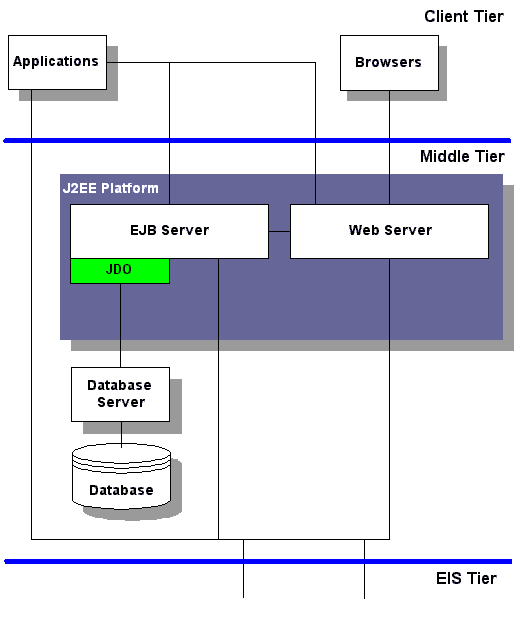 Client Tier
Applications
Browsers
Middle Tier
J2EE Platform
EJB Server
Web Server
JDO
Database
Server
Database
EIS Tier